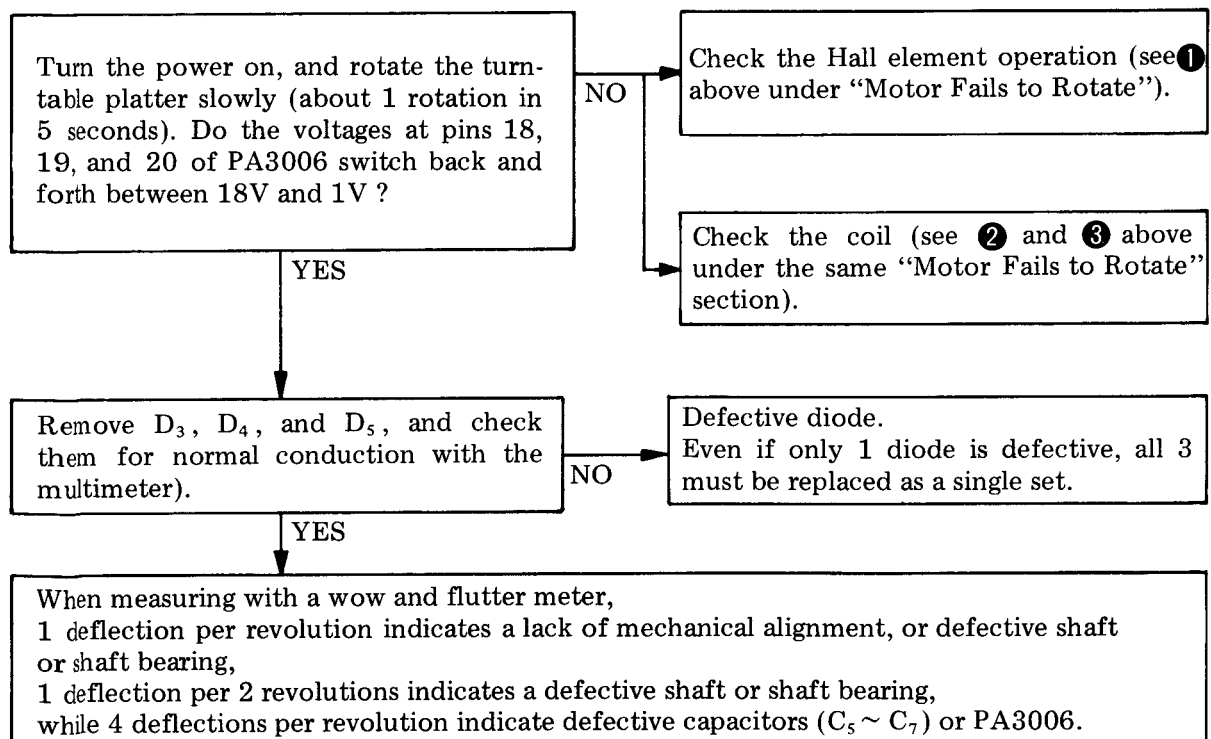 Turn the power on, and rotate the turn-
table platter slowly (about 1 rotation in
5 seconds). Do the voltages at pins 18,
19, and 20 of PA3006 switch back and
forth between 18V and 1V ?
NO
Check the Hall element operation (see ❶
above under “Motor Fails to Rotate”).
Check the coil (see ❷ and ❸ above
under the same “Motor Fails to Rotate”
section).
YES
Remove D₃, D₄, and D₅, and check
them for normal conduction with the
multimeter).
NO
Defective diode.
Even if only 1 diode is defective, all 3
must be replaced as a single set.
YES
When measuring with a wow and flutter meter,
1 deflection per revolution indicates a lack of mechanical alignment, or defective shaft
or shaft bearing,
1 deflection per 2 revolutions indicates a defective shaft or shaft bearing,
while 4 deflections per revolution indicate defective capacitors (C₅ ~ C₇) or PA3006.